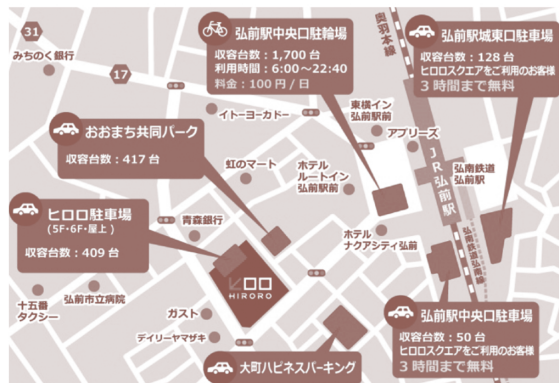 31
みちのく銀行
17
弘前駅中央口駐輪場
収容台数：1,700 台
利用時間：6:00～22:40
料金：100 円 / 日
奥羽本線
弘前駅城東口駐車場
収容台数：128 台
ヒロロスクエアをご利用のお客様
3 時間まで無料
イトーヨーカドー
東横イン
弘前駅前
アプリーズ
おおまち共同パーク
収容台数：417 台
虹のマート
ホテル
ルートイン
弘前駅前
JR弘前駅
弘南鉄道
弘前駅
ヒロロ駐車場
(5F・6F・屋上)
収容台数：409 台
青森銀行
ホテル
ナクアシティ弘前
弘南鉄道弘南線
ヒロロ
HIRORO
十五番
タクシー
弘前市立病院
ガスト
デイリーヤマザキ
大町ハピネスパーキング
弘前駅中央口駐車場
収容台数：50 台
ヒロロスクエアをご利用のお客様
3 時間まで無料